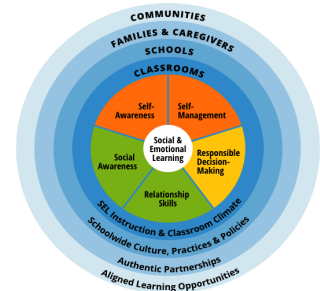 COMMUNITIES
FAMILIES & CAREGIVERS
SCHOOLS
CLASSROOMS
Self-
Awareness
Self-
Management
Social &
Emotional
Learning
Social
Awareness
Responsible
Decision-
Making
Relationship
Skills
SEL Instruction & Classroom Climate
Schoolwide Culture, Practices & Policies
Authentic Partnerships
Aligned Learning Opportunities